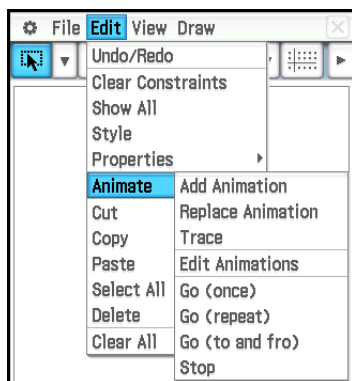 File Edit View Draw
Undo/Redo
Clear Constraints
Show All
Style
Properties
Animate
Cut
Copy
Paste
Select All
Delete
Clear All
Add Animation
Replace Animation
Trace
Edit Animations
Go (once)
Go (repeat)
Go (to and fro)
Stop